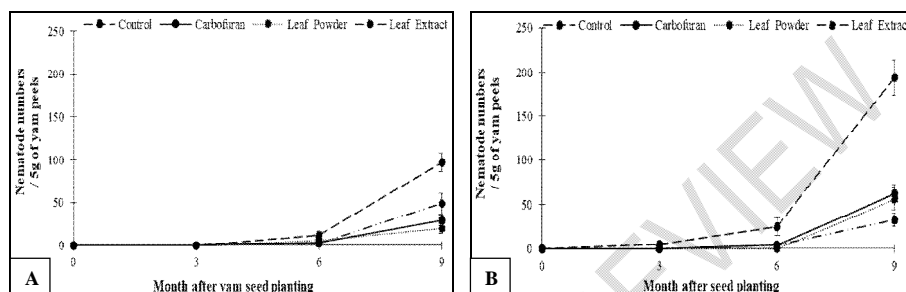 Control Carbofuran Leaf Powder Leaf Extract
250
200
150
100
50
0
Nematode numbers
/ 5g of yam peels
0 3 6 9
Month after yam seed planting
A
Control Carbofuran Leaf Powder Leaf Extract
250
200
150
100
50
0
Nematode numbers
/ 5g of yam peels
0 3 6 9
Month after seed planting
B
VIEW